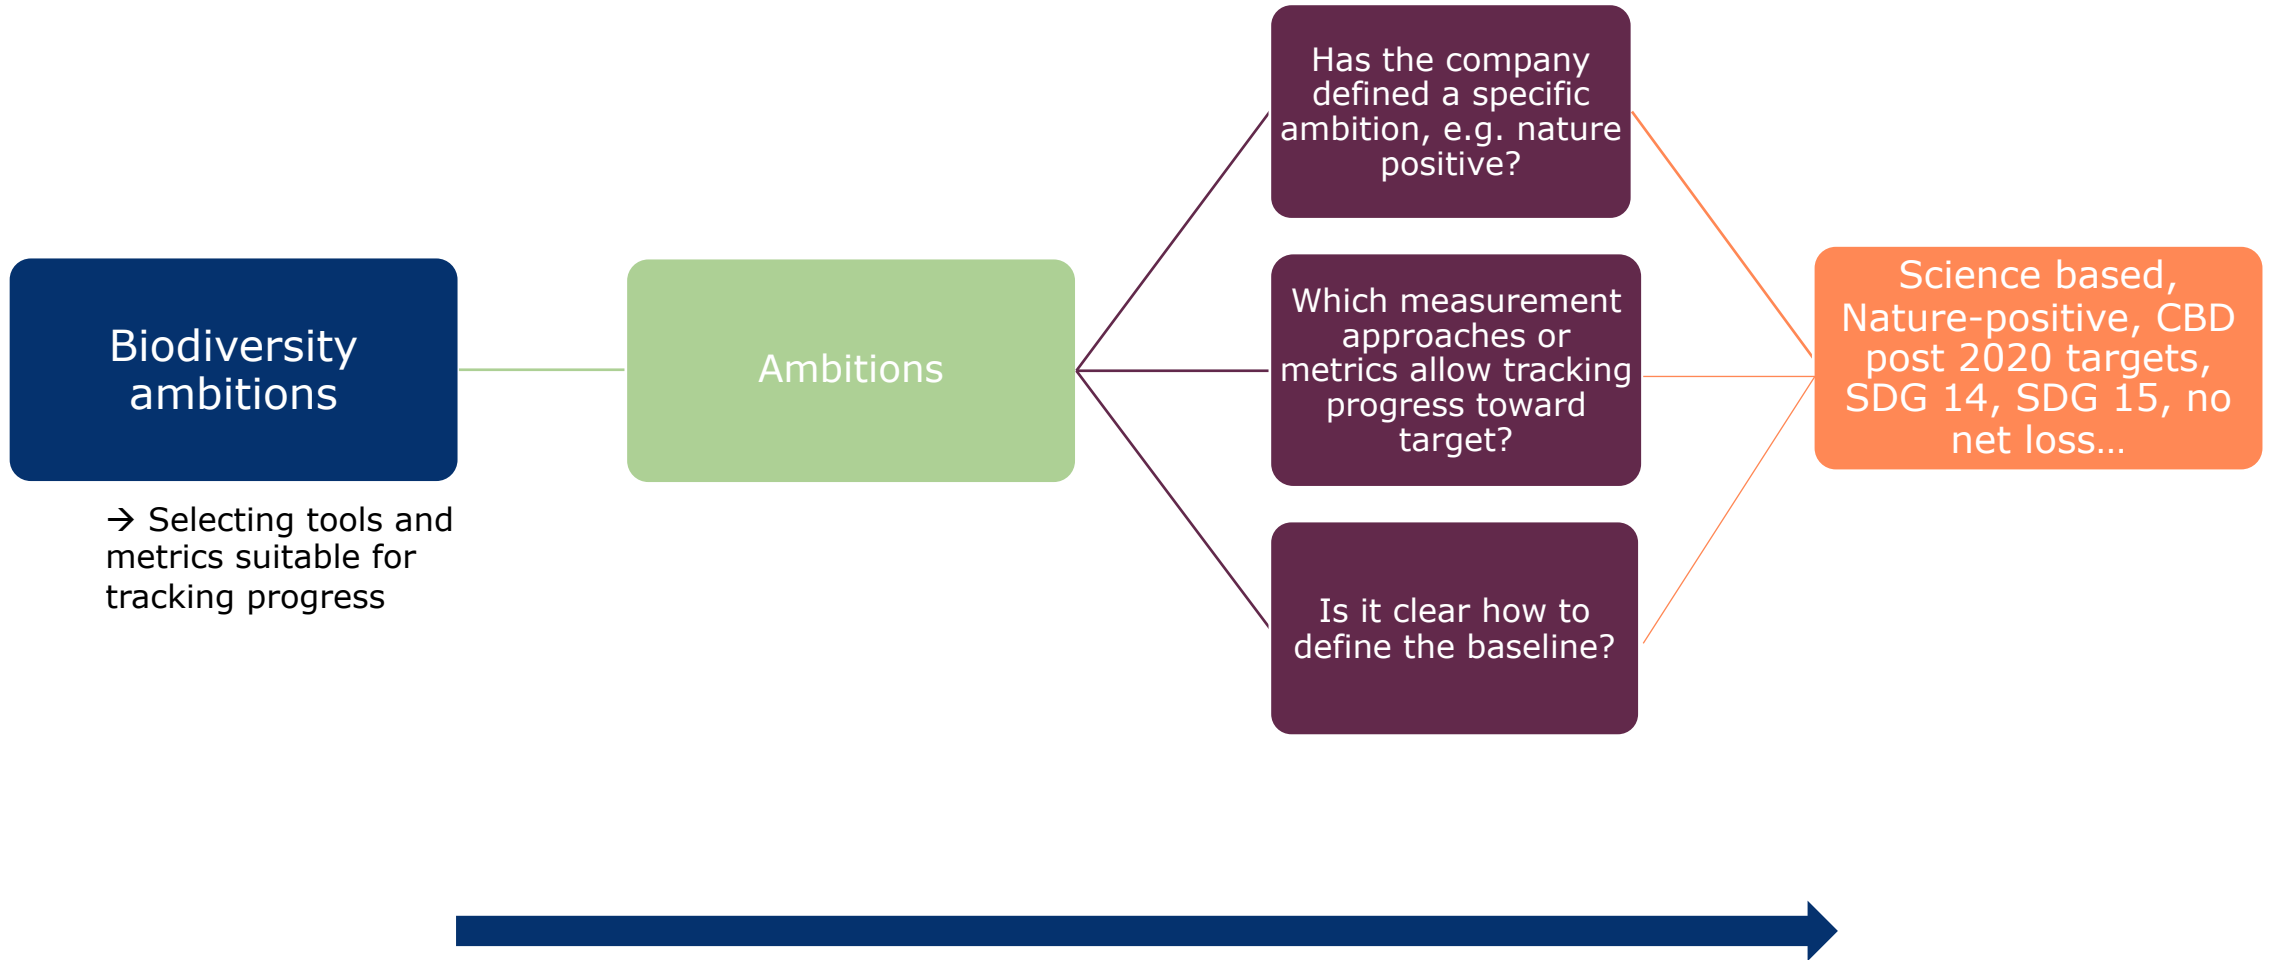 Biodiversity
ambitions
→ Selecting tools and
metrics suitable for
tracking progress
Ambitions
Has the company
defined a specific
ambition, e.g. nature
positive?
Which measurement
approaches or
metrics allow tracking
progress toward
target?
Is it clear how to
define the baseline?
Science based,
Nature-positive, CBD
post 2020 targets,
SDG 14, SDG 15, no
net loss…